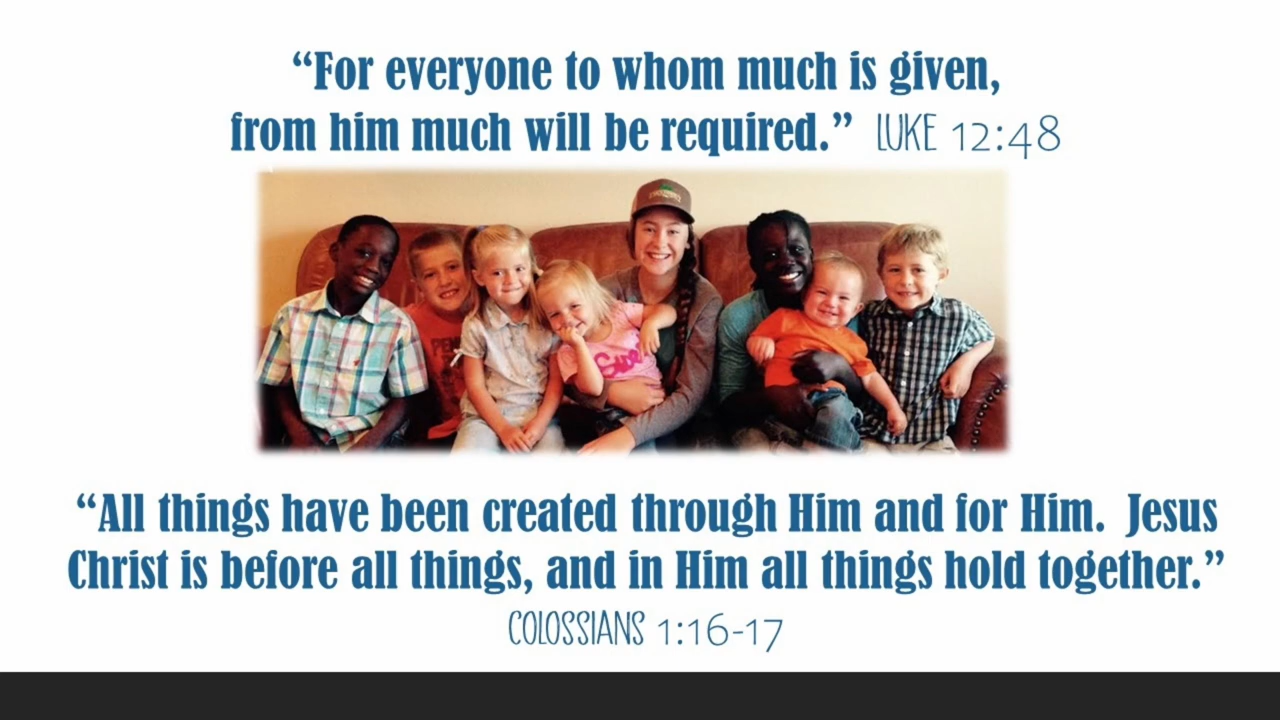 “For everyone to whom much is given,
from him much will be required.” LUKE 12:48
“All things have been created through Him and for Him. Jesus
Christ is before all things, and in Him all things hold together.”
COLOSSIANS 1:16-17